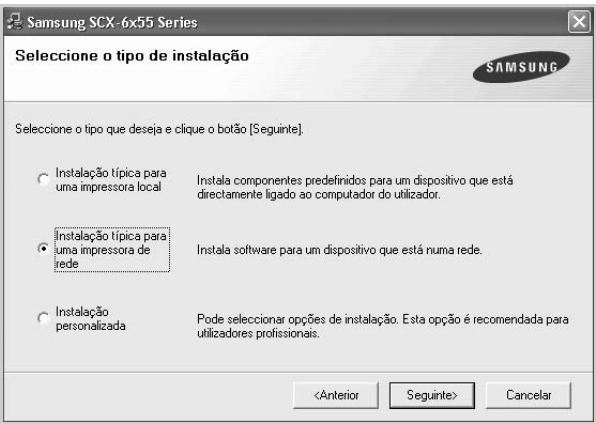 Samsung SCX-6x55 Series
Seleccione o tipo de instalação
SAMSUNG
Seleccione o tipo que deseja e clique o botão [Seguinte].
Instalação típica para
uma impressora local
Instala componentes predefinidos para um dispositivo que está
directamente ligado ao computador do utilizador.
Instalação típica para
uma impressora de
rede
Instala software para um dispositivo que está numa rede.
Instalação
personalizada
Pode seleccionar opções de instalação. Esta opção é recomendada para
utilizadores profissionais.
<Anterior
Seguinte>
Cancelar